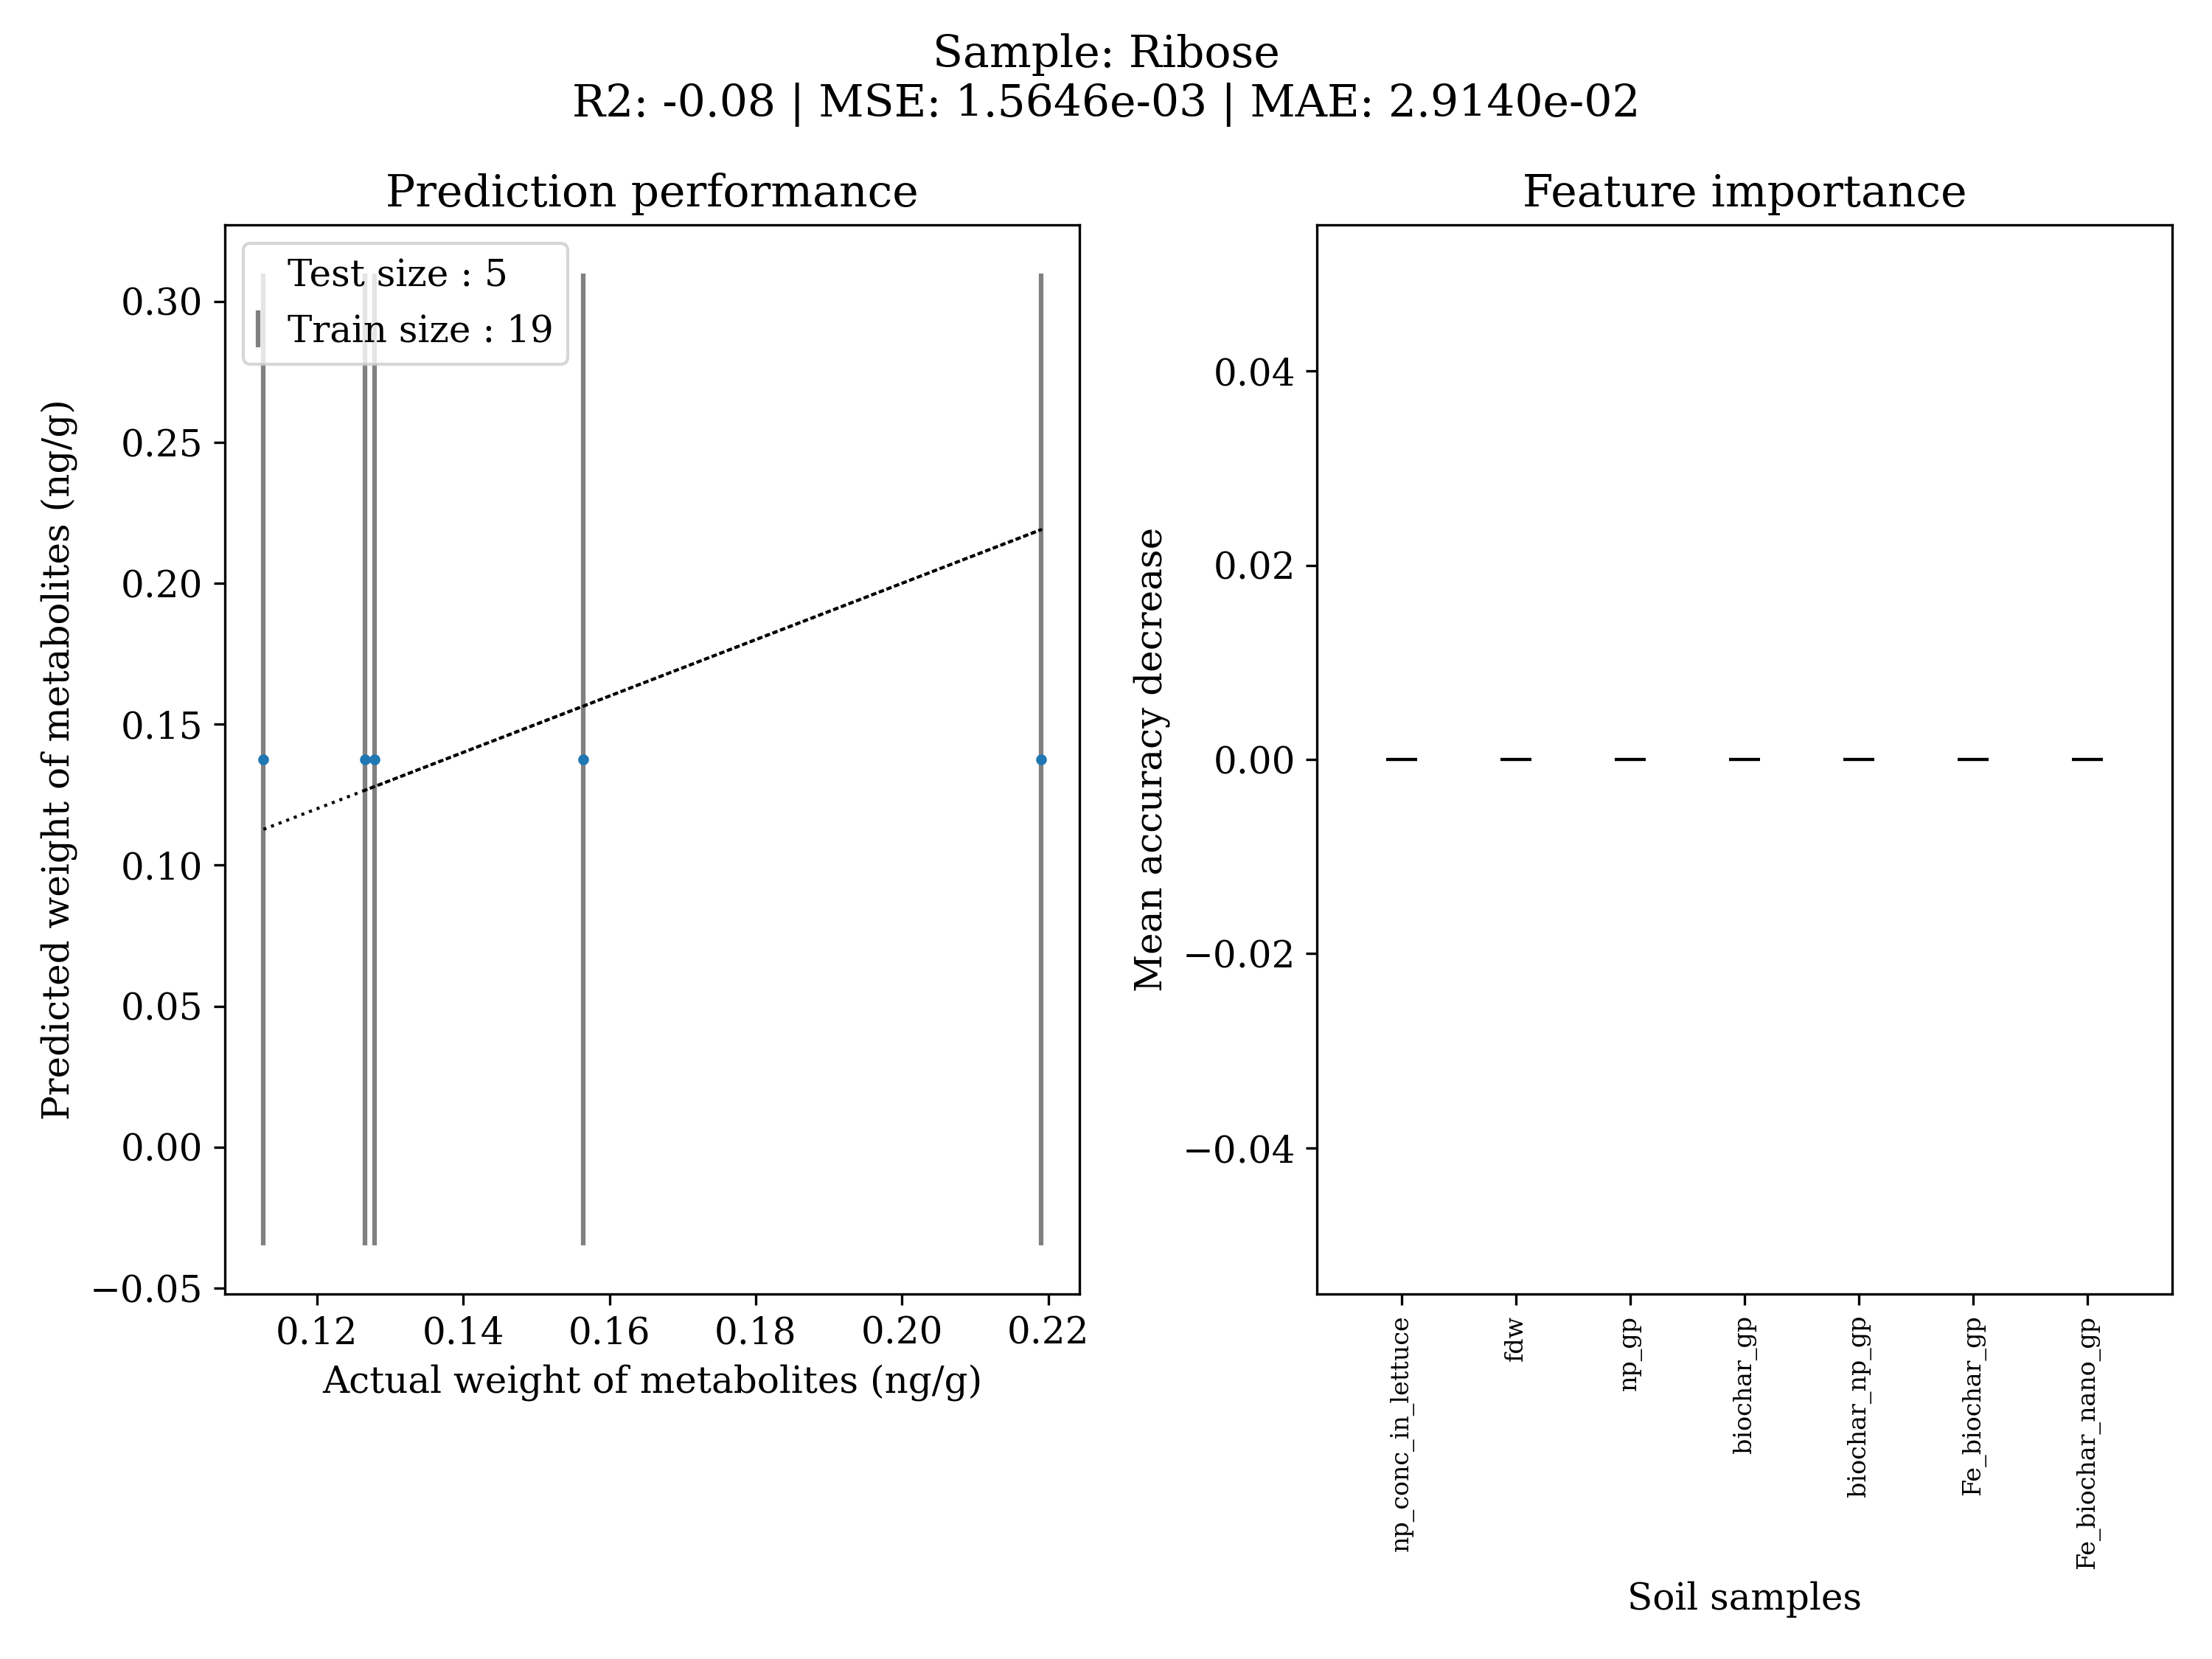 Sample: Ribose
R2: -0.08 | MSE: 1.5646e-03 | MAE: 2.9140e-02
Prediction performance
Test size : 5
Train size : 19
0.30
0.25
0.20
0.15
0.10
0.05
0.00
−0.05
Predicted weight of metabolites (ng/g)
0.12 0.14 0.16 0.18 0.20 0.22
Actual weight of metabolites (ng/g)
Feature importance
0.04
0.02
0.00
−0.02
−0.04
Mean accuracy decrease
np_conc_in_lettuce
fdw
np_gp
biochar_gp
biochar_np_gp
Fe_biochar_gp
Fe_biochar_nano_gp
Soil samples